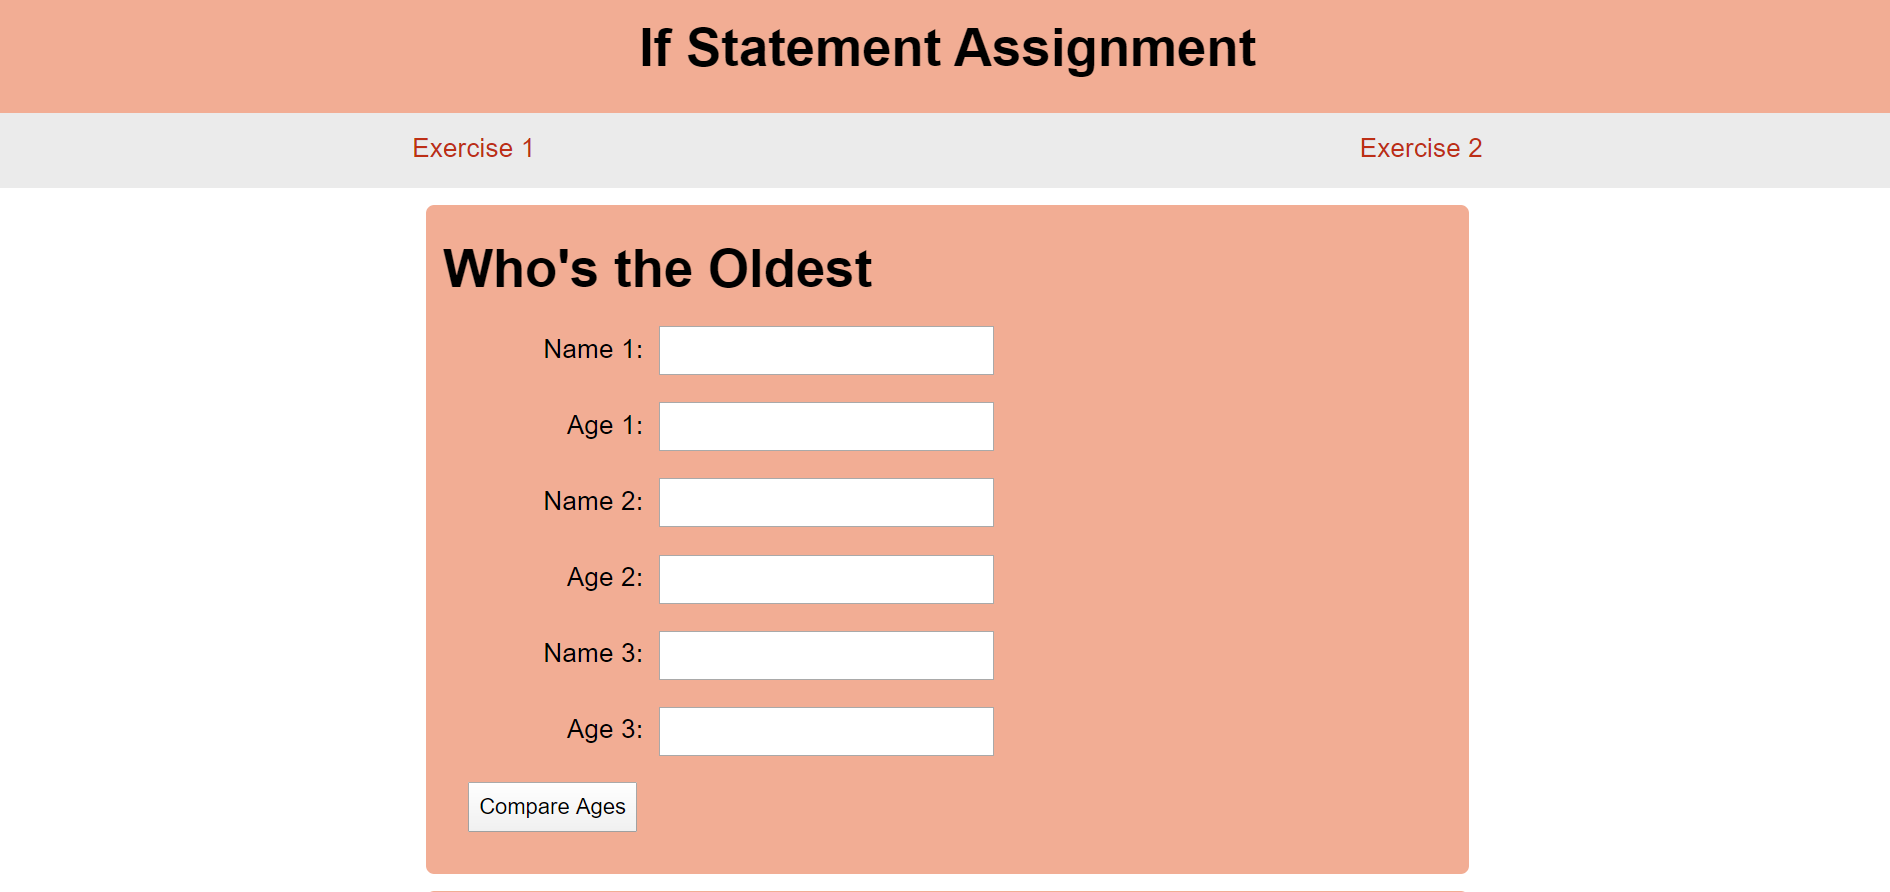 If Statement Assignment
Exercise 1 Exercise 2
Who's the Oldest
Name 1:
Age 1:
Name 2:
Age 2:
Name 3:
Age 3:
Compare Ages